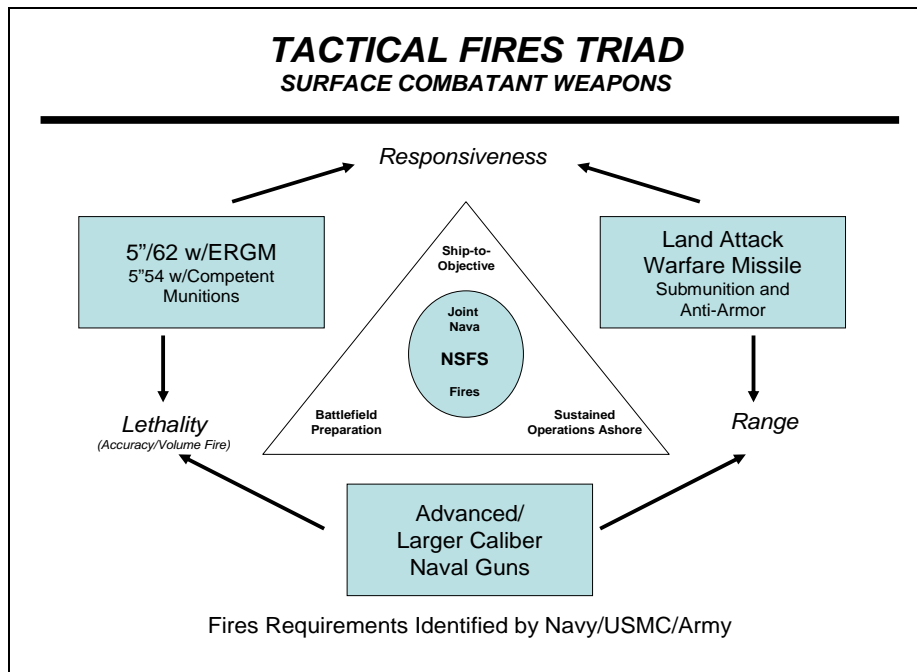 TACTICAL FIRES TRIAD
SURFACE COMBATANT WEAPONS
Responsiveness
5”/62 w/ERGM
5”54 w/Competent
Munitions
Ship-to-
Objective
Land Attack
Warfare Missile
Submunition and
Anti-Armor
Joint
Nava
NSFS
Fires
Lethality
(Accuracy/Volume Fire)
Battlefield
Preparation
Sustained
Operations Ashore
Range
Advanced/
Larger Caliber
Naval Guns
Fires Requirements Identified by Navy/USMC/Army